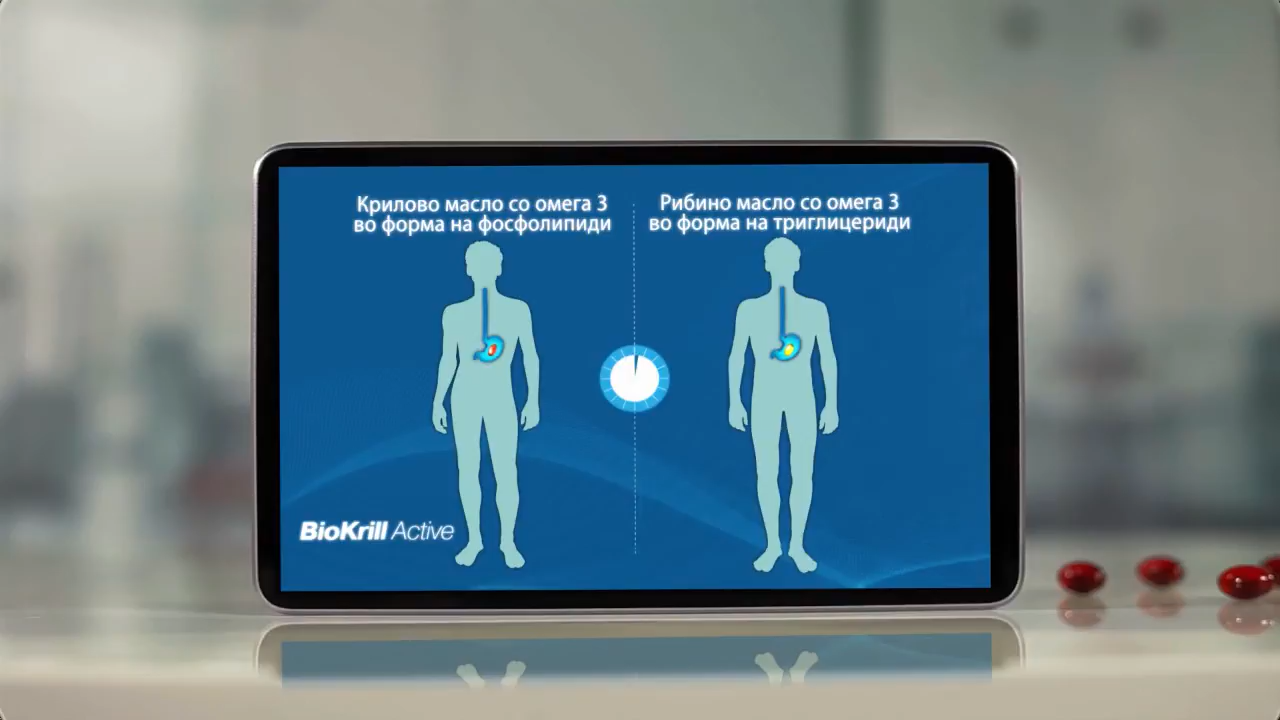 Крилово масло со омега 3
во форма на фосфолипиди
Рибино масло со омега 3
во форма на триглицериди
BioKrill Active